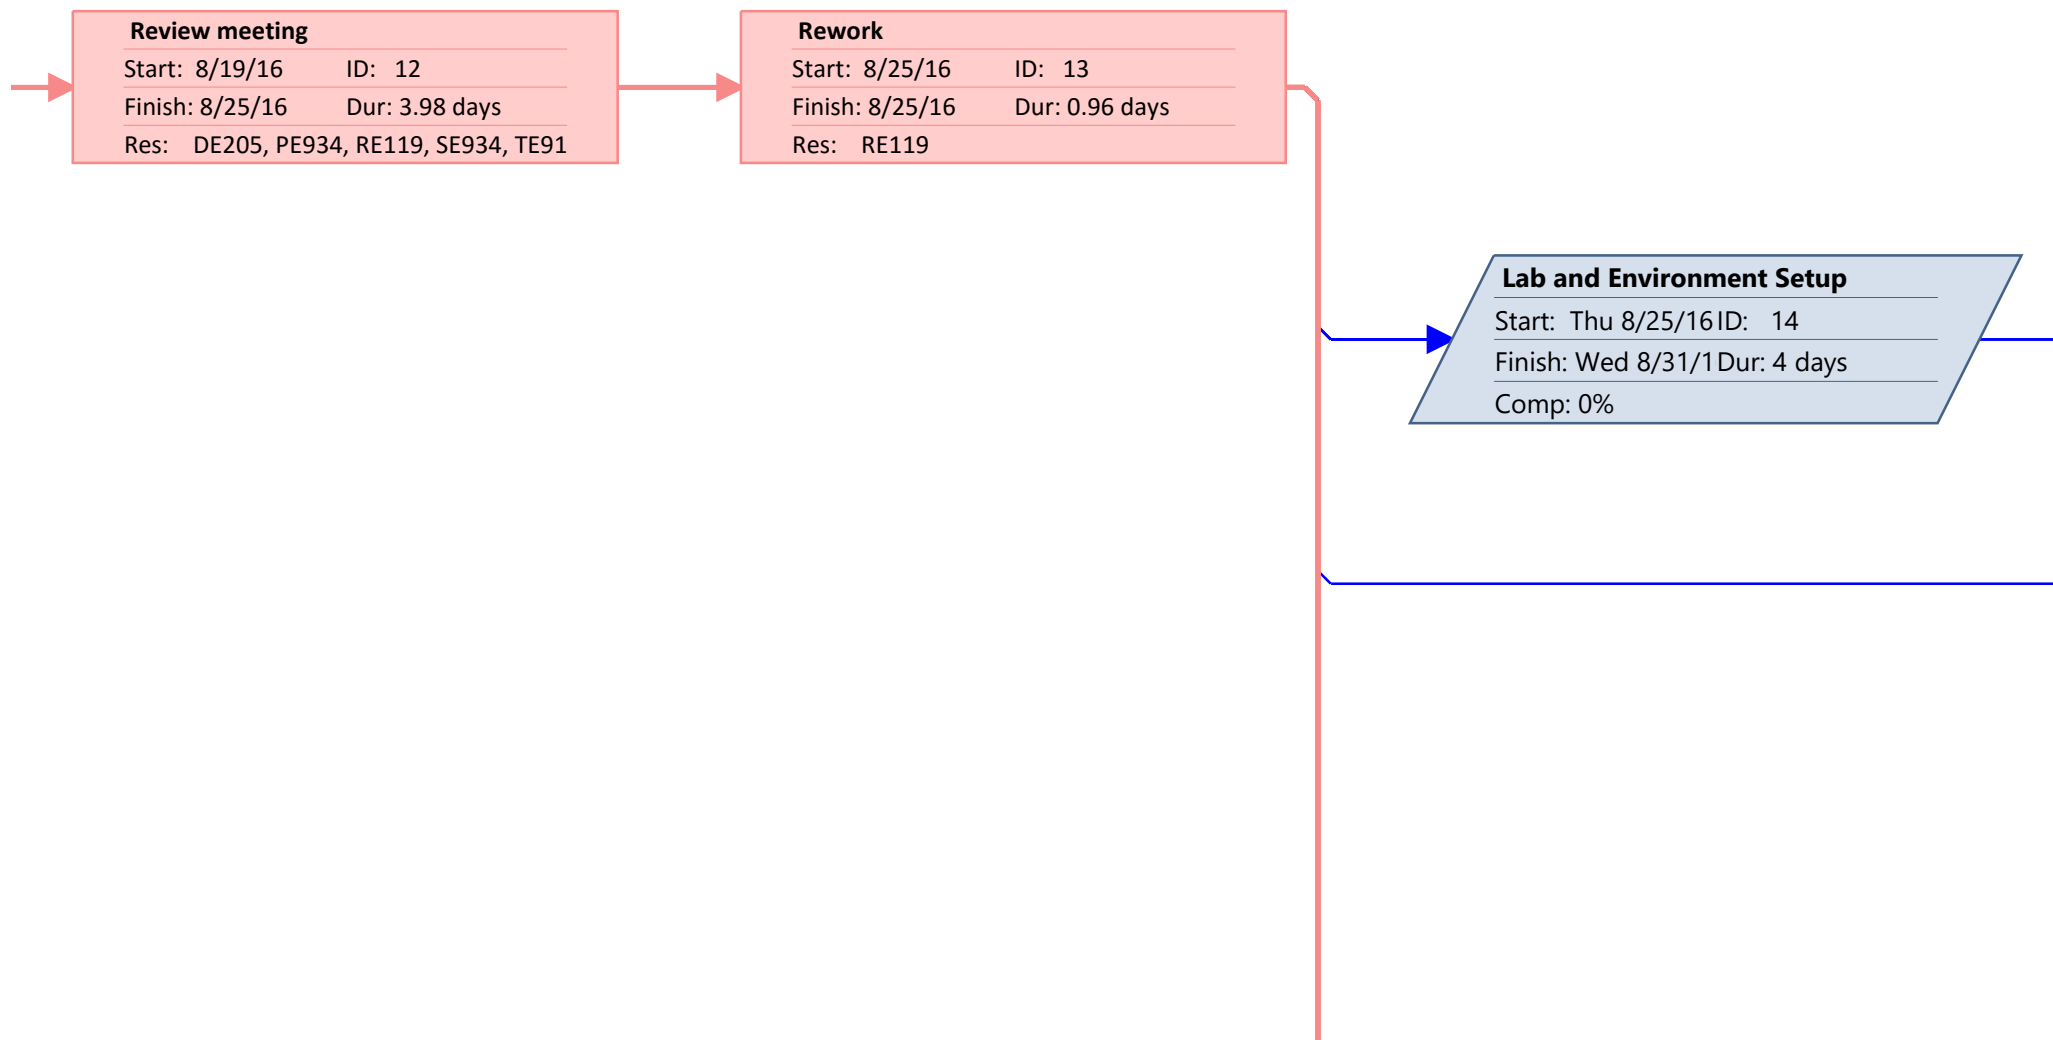 Review meeting
Start: 8/19/16 ID: 12
Finish: 8/25/16 Dur: 3.98 days
Res: DE205, PE934, RE119, SE934, TE91
Rework
Start: 8/25/16 ID: 13
Finish: 8/25/16 Dur: 0.96 days
Res: RE119
Lab and Environment Setup
Start: Thu 8/25/16 ID: 14
Finish: Wed 8/31/1 Dur: 4 days
Comp: 0%